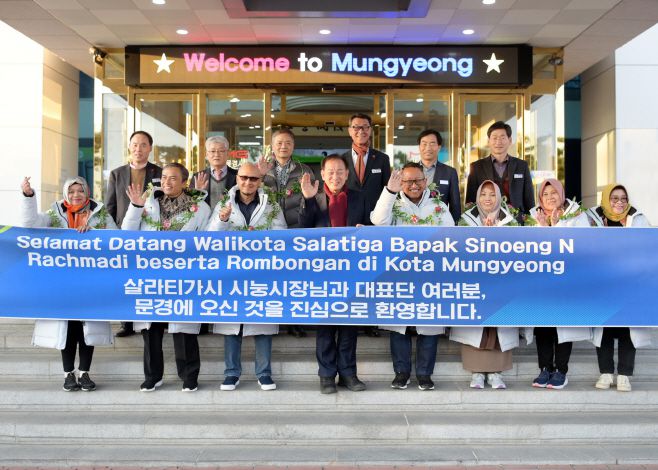 Welcome to Mungyeong
Selamat Datang Walikota Salatiga Bapak Sinoeng N
Rachmadi beserta Rombongan di Kota Mungyeong
살라티가시 시눙시장님과 대표단 여러분,
문경에 오신 것을 진심으로 환영합니다.